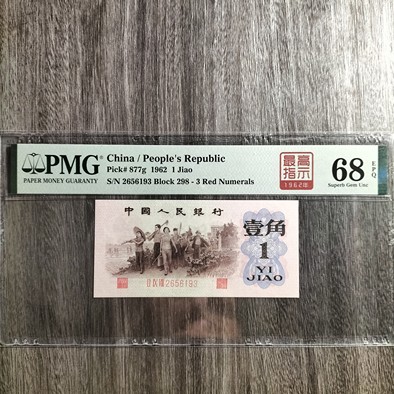 PMG
PAPER MONEY GUARANTY
China / People's Republic
Pick# 877g 1962 1 Jiao
S/N 2656193 Block 298 - 3 Red Numerals
最高
指示
1962年
68
EPQ
Superb Gem Unc
中國人民銀行
壹角
1
YI
JIAO
2656193